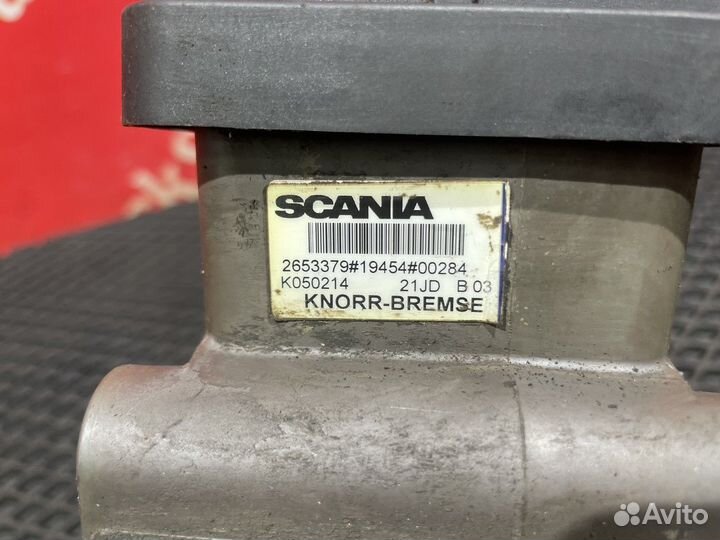 SCANIA
2653379#19454#00284
K050214 21JD B 03
KNORR-BREMSE
Avito